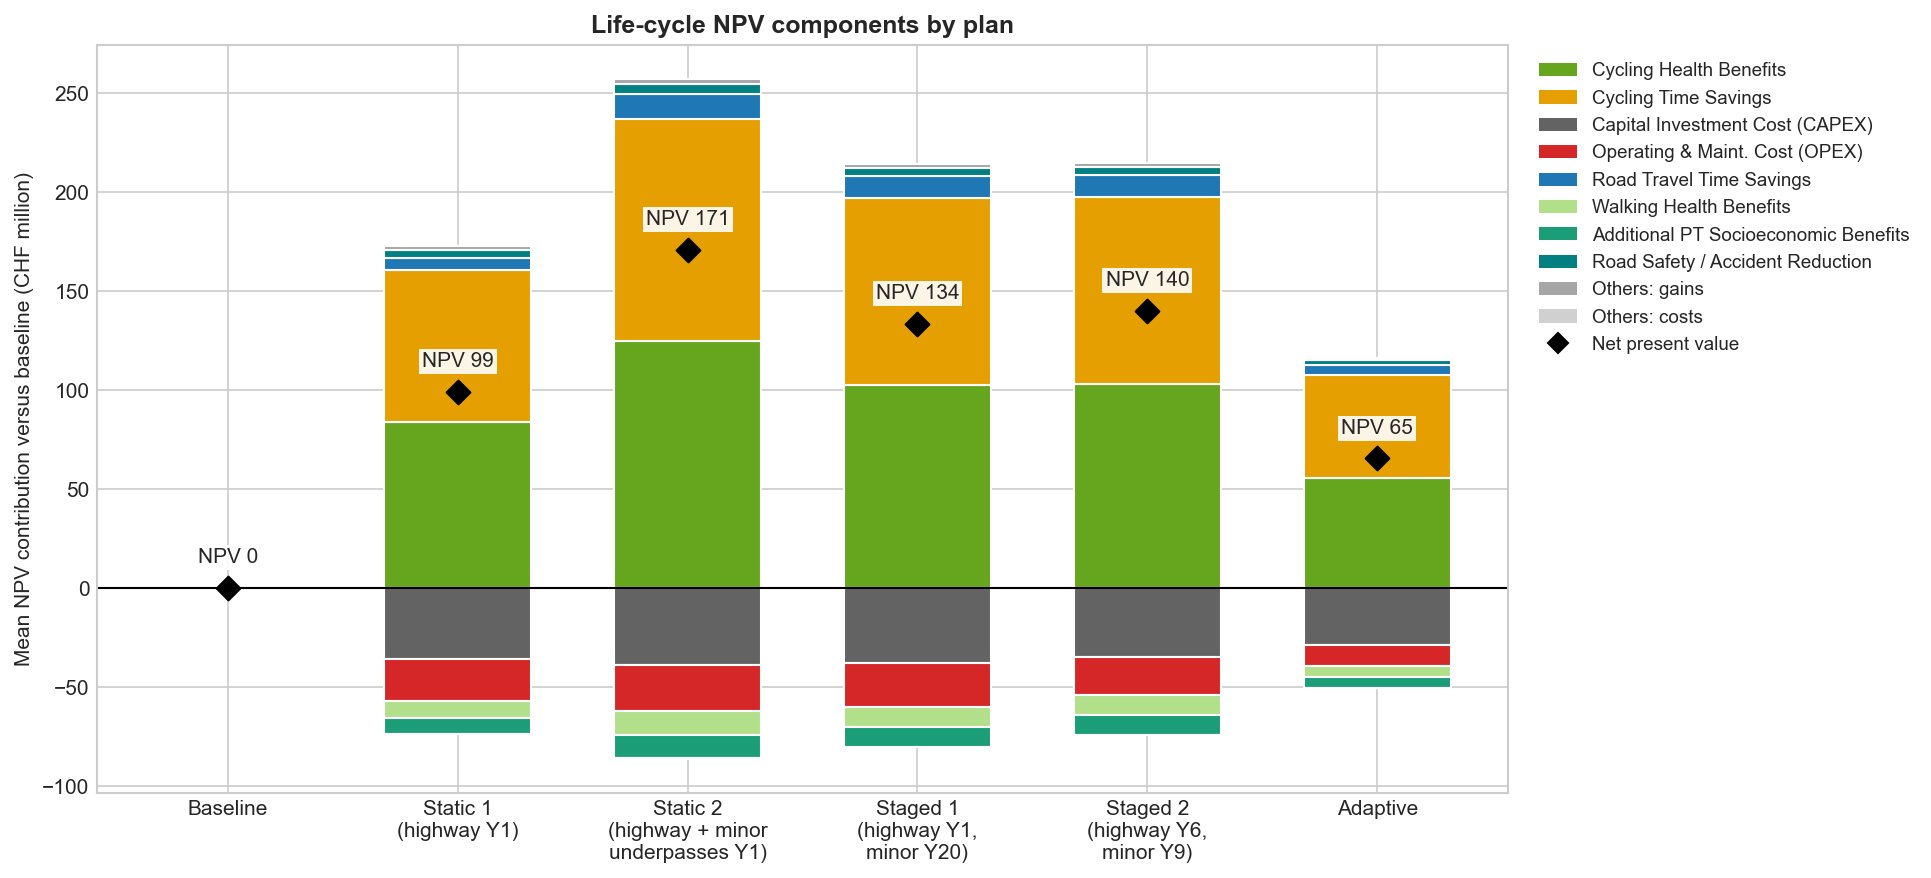 Life-cycle NPV components by plan
Mean NPV contribution versus baseline (CHF million)
250
200
150
100
50
0
−50
−100
NPV 0
NPV 99
NPV 171
NPV 134
NPV 140
NPV 65
Baseline
Static 1
(highway Y1)
Static 2
(highway + minor
underpasses Y1)
Staged 1
(highway Y1,
minor Y20)
Staged 2
(highway Y6,
minor Y9)
Adaptive
Cycling Health Benefits
Cycling Time Savings
Capital Investment Cost (CAPEX)
Operating & Maint. Cost (OPEX)
Road Travel Time Savings
Walking Health Benefits
Additional PT Socioeconomic Benefits
Road Safety / Accident Reduction
Others: gains
Others: costs
Net present value